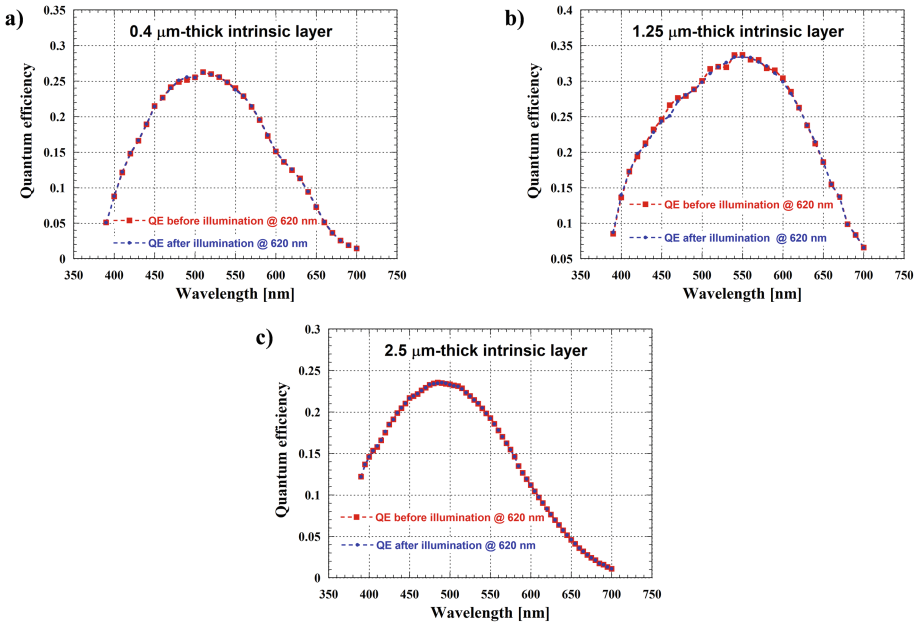 a)
0.4 μm-thick intrinsic layer
0.35
0.3
0.25
0.2
0.15
0.1
0.05
0
Quantum efficiency
QE before illumination @ 620 nm
QE after illumination @ 620 nm
350 400 450 500 550 600 650 700 750
Wavelength [nm]
b)
1.25 μm-thick intrinsic layer
0.4
0.35
0.3
0.25
0.2
0.15
0.1
0.05
Quantum efficiency
QE before illumination @ 620 nm
QE after illumination @ 620 nm
350 400 450 500 550 600 650 700 750
Wavelength [nm]
c)
2.5 μm-thick intrinsic layer
0.3
0.25
0.2
0.15
0.1
0.05
0
Quantum efficiency
QE before illumination @ 620 nm
QE after illumination @ 620 nm
350 400 450 500 550 600 650 700 750
Wavelength [nm]